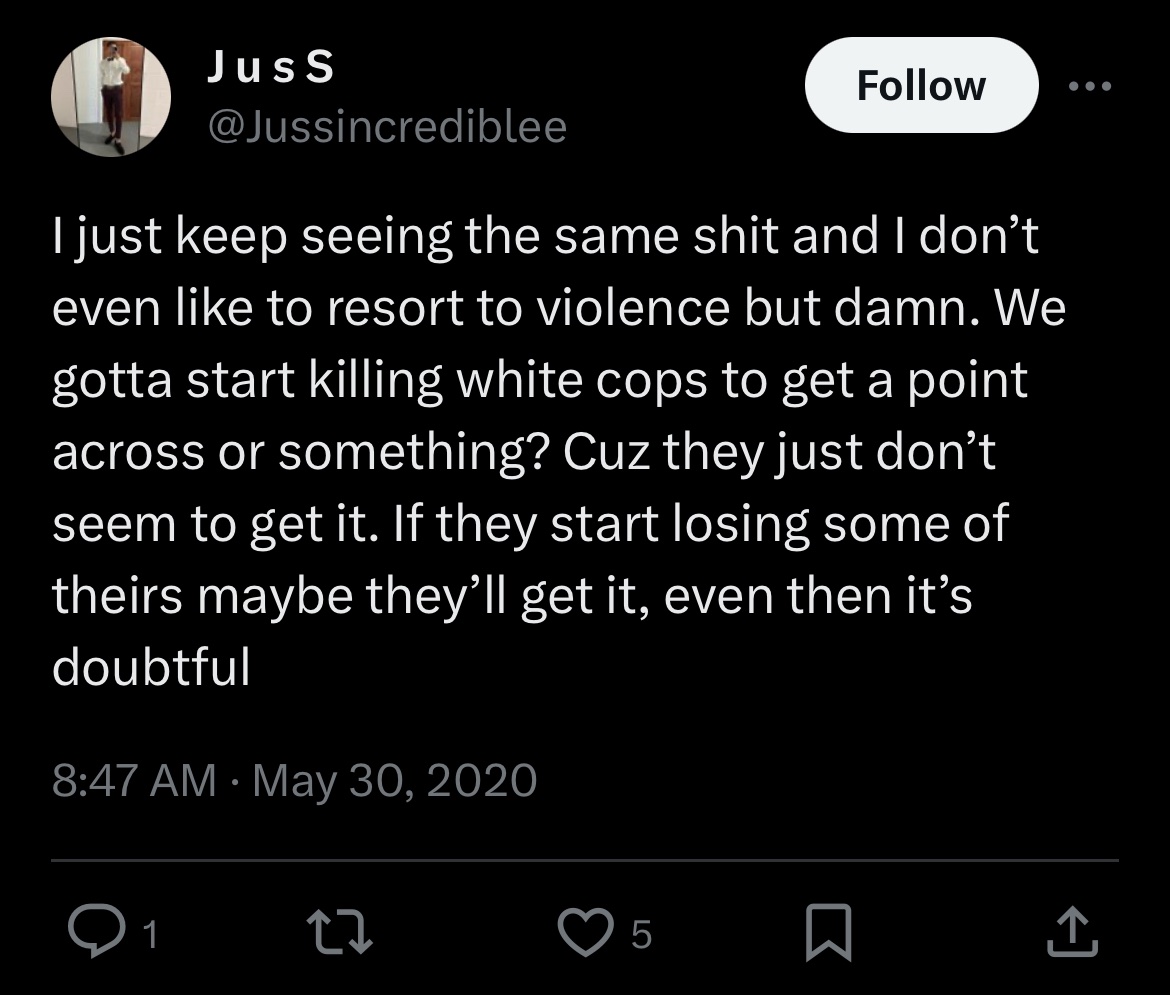 J u s S
@Jussincrediblee
Follow
I just keep seeing the same shit and I don’t
even like to resort to violence but damn. We
gotta start killing white cops to get a point
across or something? Cuz they just don’t
seem to get it. If they start losing some of
theirs maybe they’ll get it, even then it’s
doubtful
8:47 AM · May 30, 2020
1
5